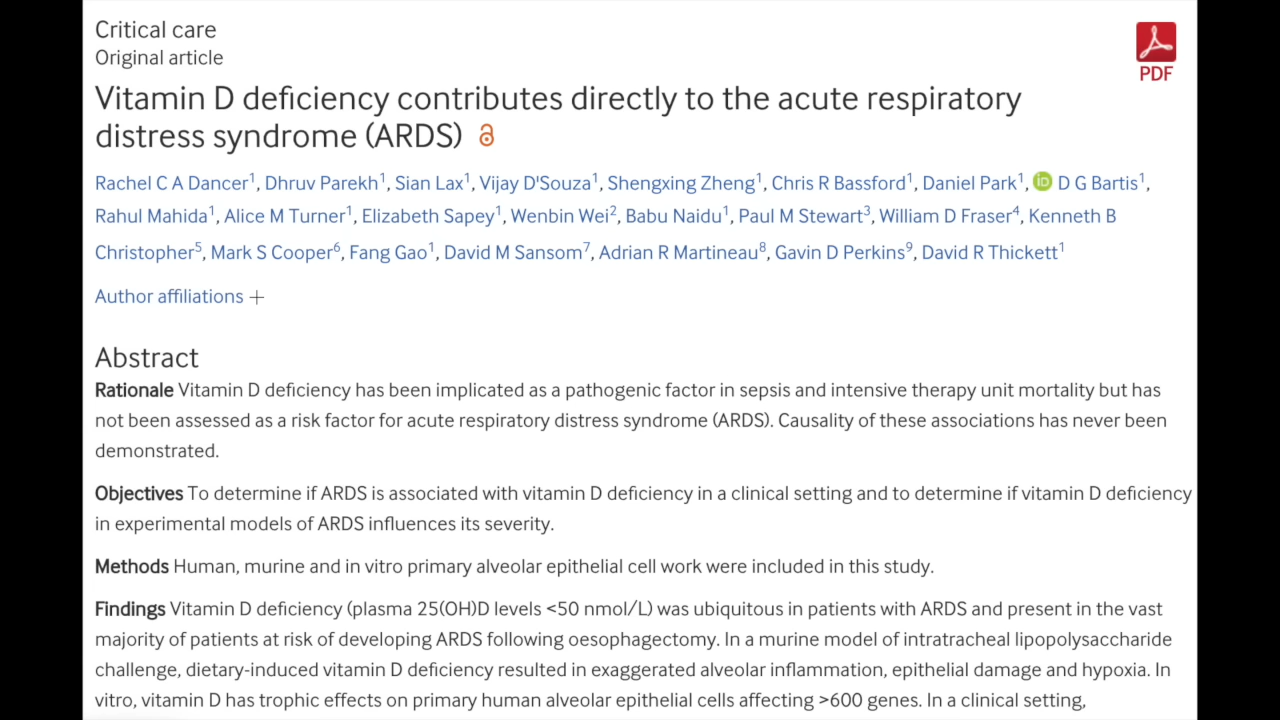 Critical care
Original article
PDF
Vitamin D deficiency contributes directly to the acute respiratory
distress syndrome (ARDS)
Rachel C A Dancer1, Dhruv Parekh1, Sian Lax1, Vijay D'Souza1, Shengxing Zheng1, Chris R Bassford1, Daniel Park1, iD D G Bartis1,
Rahul Mahida1, Alice M Turner1, Elizabeth Sapey1, Wenbin Wei2, Babu Naidu1, Paul M Stewart3, William D Fraser4, Kenneth B
Christopher5, Mark S Cooper6, Fang Gao1, David M Sansom7, Adrian R Martineau8, Gavin D Perkins9, David R Thickett1
Author affiliations +
Abstract
Rationale Vitamin D deficiency has been implicated as a pathogenic factor in sepsis and intensive therapy unit mortality but has
not been assessed as a risk factor for acute respiratory distress syndrome (ARDS). Causality of these associations has never been
demonstrated.
Objectives To determine if ARDS is associated with vitamin D deficiency in a clinical setting and to determine if vitamin D deficiency
in experimental models of ARDS influences its severity.
Methods Human, murine and in vitro primary alveolar epithelial cell work were included in this study.
Findings Vitamin D deficiency (plasma 25(OH)D levels <50 nmol/L) was ubiquitous in patients with ARDS and present in the vast
majority of patients at risk of developing ARDS following oesophagectomy. In a murine model of intratracheal lipopolysaccharide
challenge, dietary-induced vitamin D deficiency resulted in exaggerated alveolar inflammation, epithelial damage and hypoxia. In
vitro, vitamin D has trophic effects on primary human alveolar epithelial cells affecting >600 genes. In a clinical setting,